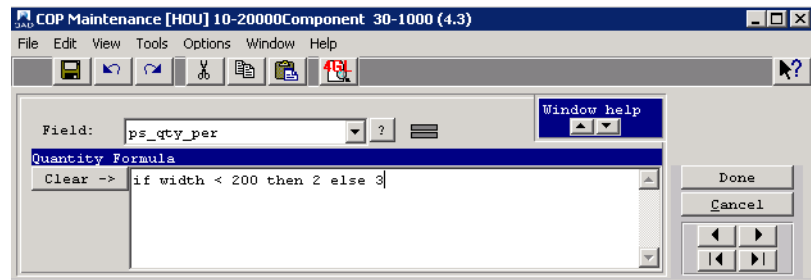 COP Maintenance [HOU] 10-20000Component 30-1000 (4.3)
File Edit View Tools Options Window Help
4GL
?
Window help
Field: ps_qty_per ?
Quantity Formula
Clear -> if width < 200 then 2 else 3
Done
Cancel